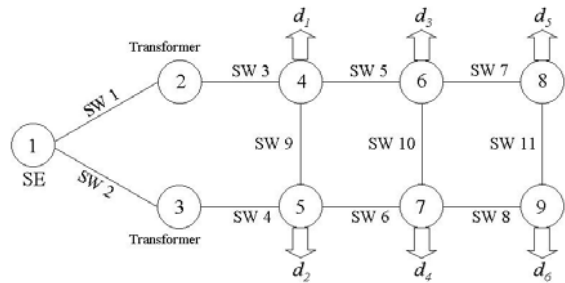 d1 d3 d5
Transformer
2 SW 3 4 SW 5 6 SW 7 8
SW 1
1 SW 9 SW 10 SW 11
SE
SW 2
3 SW 4 5 SW 6 7 SW 8 9
Transformer
d2 d4 d6